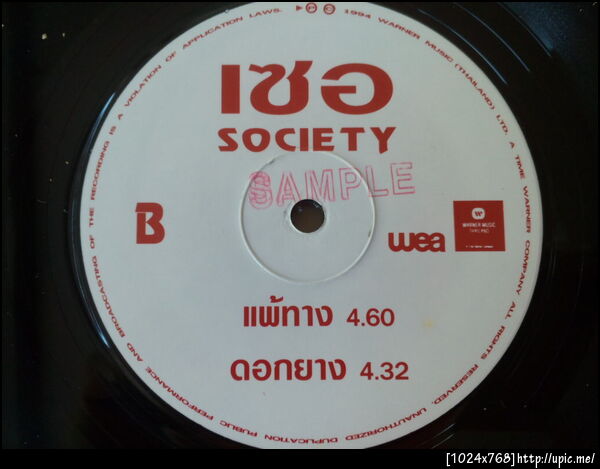 ▶ Ⓟ © 1994 WARNER MUSIC (THAILAND) LTD. A TIME WARNER COMPANY. ALL RIGHTS RESERVED. UNAUTHORIZED DUPLICATION PUBLIC PERFORMANCE AND BROADCASTING OF THE RECORDING IS A VIOLATION OF APPLICATION LAWS.
เซอ
SOCIETY
SAMPLE
B
wea
WARNER MUSIC
แพ้ทาง 4.60
ดอกยาง 4.32
[1024x768]http://upic.me/